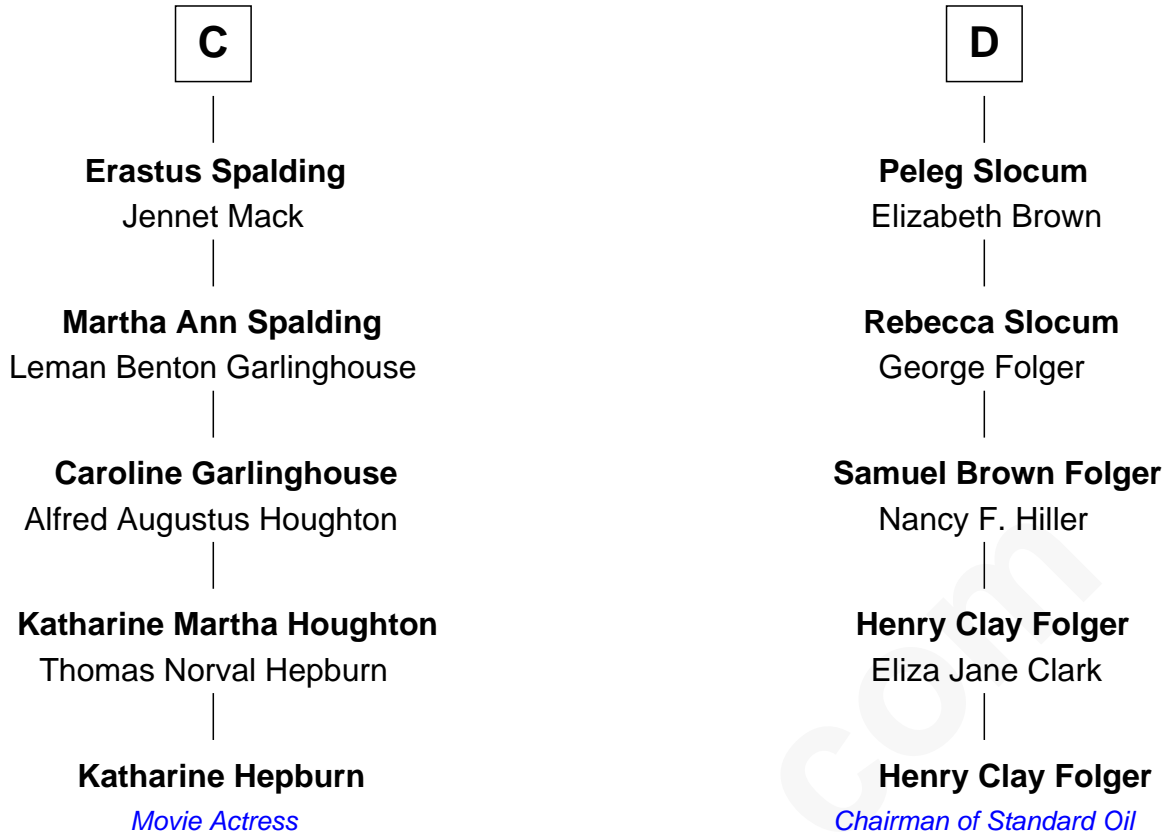 C
Erastus Spalding
Jennet Mack
Martha Ann Spalding
Leman Benton Garlinghouse
Caroline Garlinghouse
Alfred Augustus Houghton
Katharine Martha Houghton
Thomas Norval Hepburn
Katharine Hepburn
Movie Actress
D
Peleg Slocum
Elizabeth Brown
Rebecca Slocum
George Folger
Samuel Brown Folger
Nancy F. Hiller
Henry Clay Folger
Eliza Jane Clark
Henry Clay Folger
Chairman of Standard Oil
com